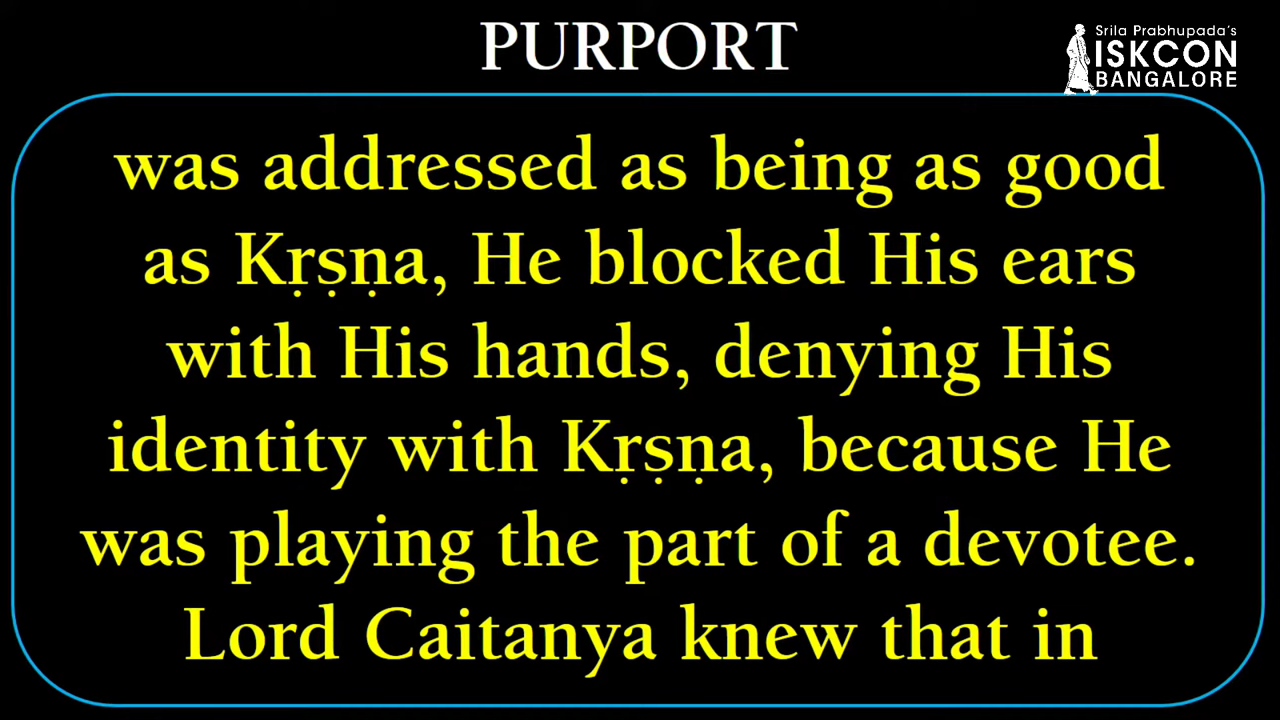 PURPORT
Srila Prabhupada's
ISKCON
BANGALORE
was addressed as being as good
as Kṛṣṇa, He blocked His ears
with His hands, denying His
identity with Kṛṣṇa, because He
was playing the part of a devotee.
Lord Caitanya knew that in